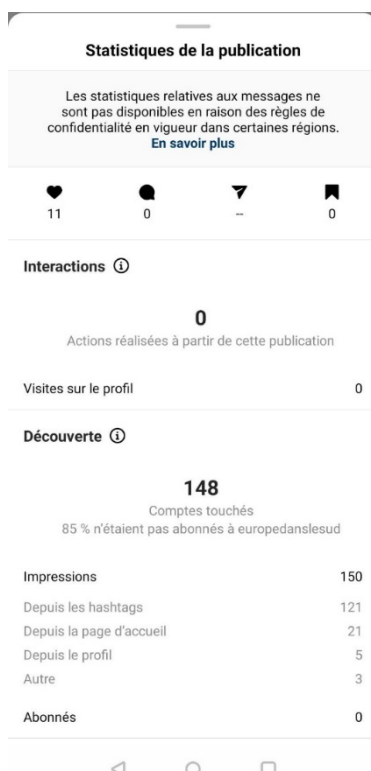 Statistiques de la publication
Les statistiques relatives aux messages ne
sont pas disponibles en raison des règles de
confidentialité en vigueur dans certaines régions.
En savoir plus
11 0 -- 0
Interactions
0
Actions réalisées à partir de cette publication
Visites sur le profil 0
Découverte
148
Comptes touchés
85 % n'étaient pas abonnés à europedanslesud
Impressions 150
Depuis les hashtags 121
Depuis la page d'accueil 21
Depuis le profil 5
Autre 3
Abonnés 0